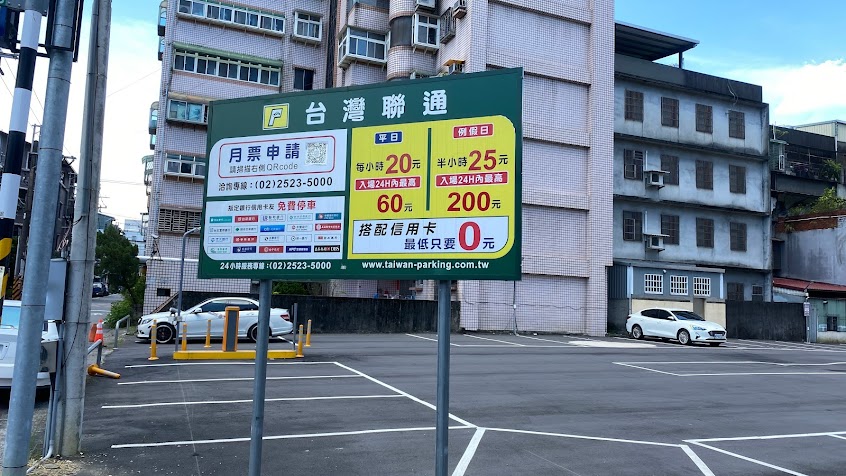 台灣聯通
月票申請
請掃描右側QRcode
洽詢專線：(02)2523-5000
指定銀行信用卡友 免費停車
24小時服務專線：(02)2523-5000
平日
每小時20元
入場24H內最高
60元
例假日
半小時25元
入場24H內最高
200元
搭配信用卡
最低只要0元
www.taiwan-parking.com.tw